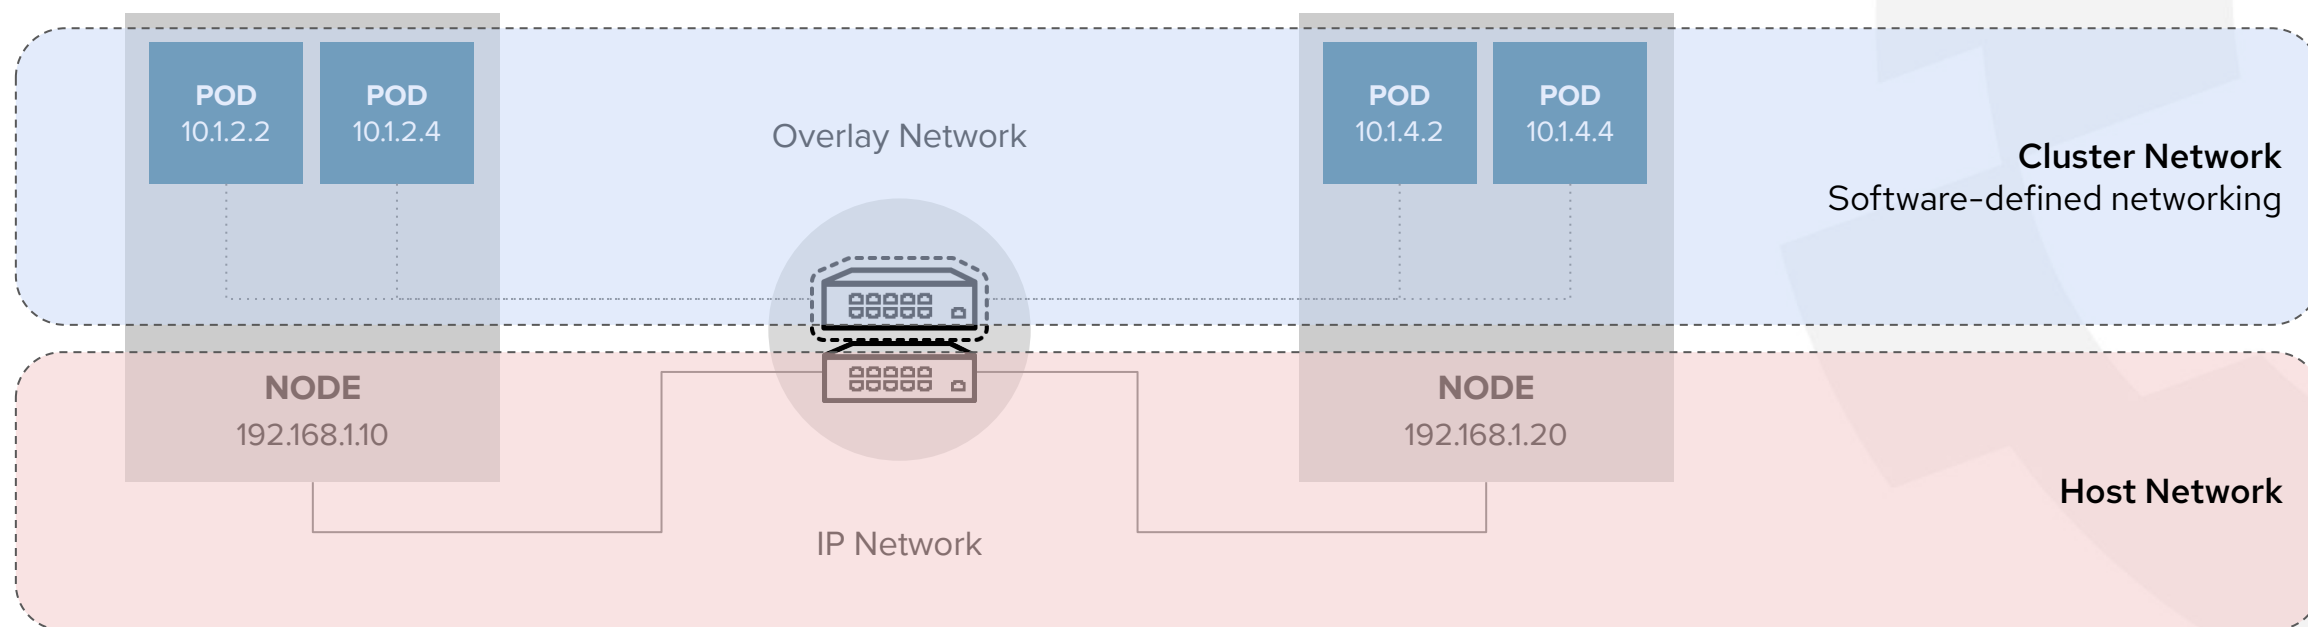 POD
10.1.2.2
POD
10.1.2.4
Overlay Network
POD
10.1.4.2
POD
10.1.4.4
Cluster Network
Software-defined networking
NODE
192.168.1.10
NODE
192.168.1.20
Host Network
IP Network